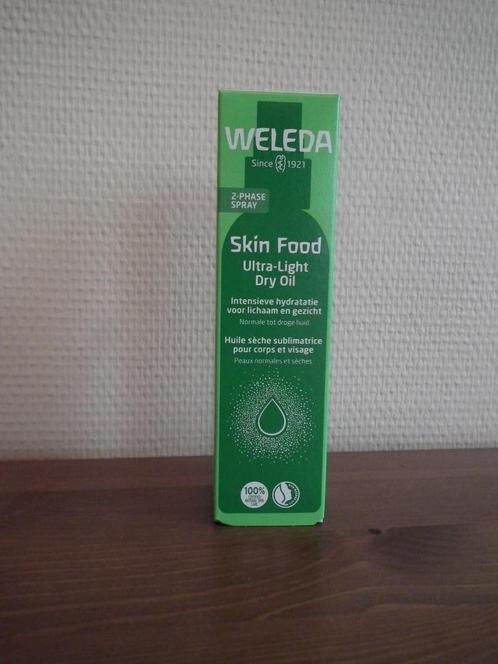 WELEDA
Since 1921
2-PHASE
SPRAY
Skin Food
Ultra-Light
Dry Oil
Intensieve hydratatie
voor lichaam en gezicht
Normale tot droge huid
Huile sèche sublimatrice
pour corps et visage
Peaux normales et sèches
100%